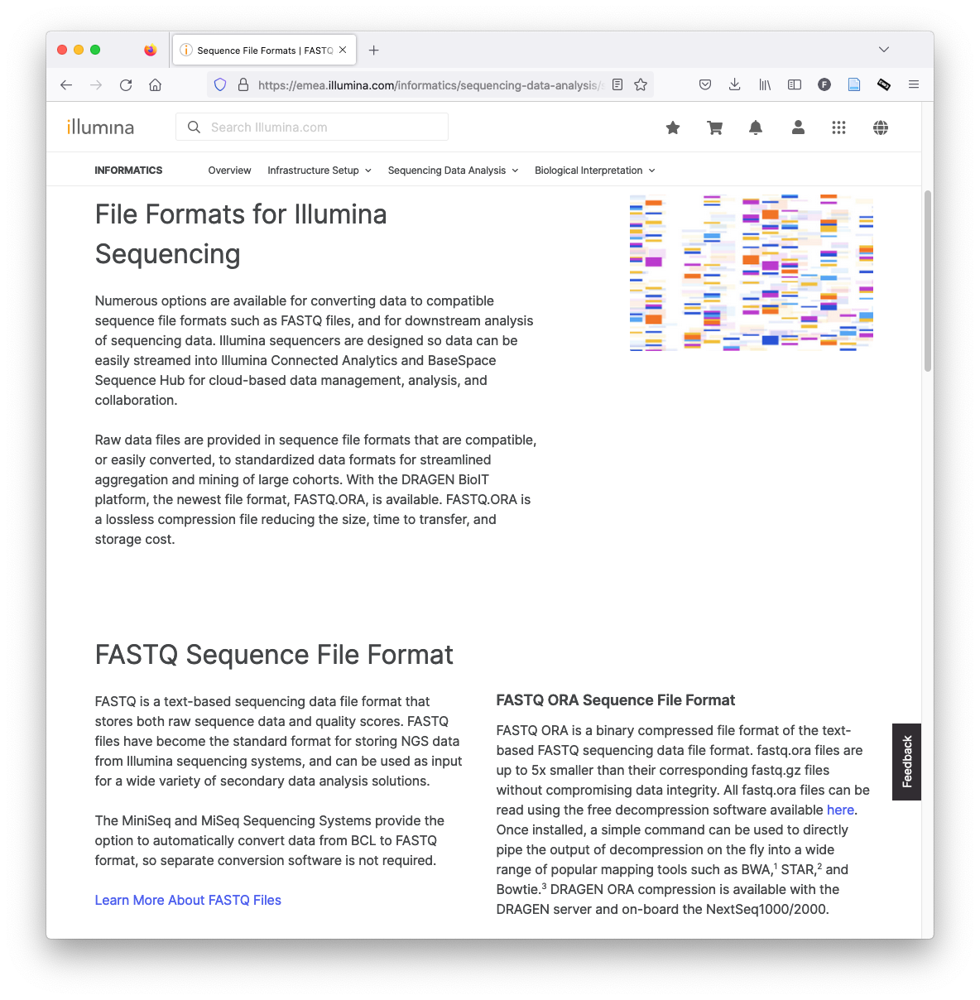 Sequence File Formats | FASTQ
https://emea.illumina.com/informatics/sequencing-data-analysis/
F
illumina
Search Illumina.com
INFORMATICS
Overview
Infrastructure Setup
Sequencing Data Analysis
Biological Interpretation
File Formats for Illumina
Sequencing
Numerous options are available for converting data to compatible
sequence file formats such as FASTQ files, and for downstream analysis
of sequencing data. Illumina sequencers are designed so data can be
easily streamed into Illumina Connected Analytics and BaseSpace
Sequence Hub for cloud-based data management, analysis, and
collaboration.
Raw data files are provided in sequence file formats that are compatible,
or easily converted, to standardized data formats for streamlined
aggregation and mining of large cohorts. With the DRAGEN BioIT
platform, the newest file format, FASTQ.ORA, is available. FASTQ.ORA is
a lossless compression file reducing the size, time to transfer, and
storage cost.
FASTQ Sequence File Format
FASTQ is a text-based sequencing data file format that
stores both raw sequence data and quality scores. FASTQ
files have become the standard format for storing NGS data
from Illumina sequencing systems, and can be used as input
for a wide variety of secondary data analysis solutions.
The MiniSeq and MiSeq Sequencing Systems provide the
option to automatically convert data from BCL to FASTQ
format, so separate conversion software is not required.
Learn More About FASTQ Files
FASTQ ORA Sequence File Format
FASTQ ORA is a binary compressed file format of the text-
based FASTQ sequencing data file format. fastq.ora files are
up to 5x smaller than their corresponding fastq.gz files
without compromising data integrity. All fastq.ora files can be
read using the free decompression software available here.
Once installed, a simple command can be used to directly
pipe the output of decompression on the fly into a wide
range of popular mapping tools such as BWA,¹ STAR,² and
Bowtie.³ DRAGEN ORA compression is available with the
DRAGEN server and on-board the NextSeq1000/2000.
Feedback